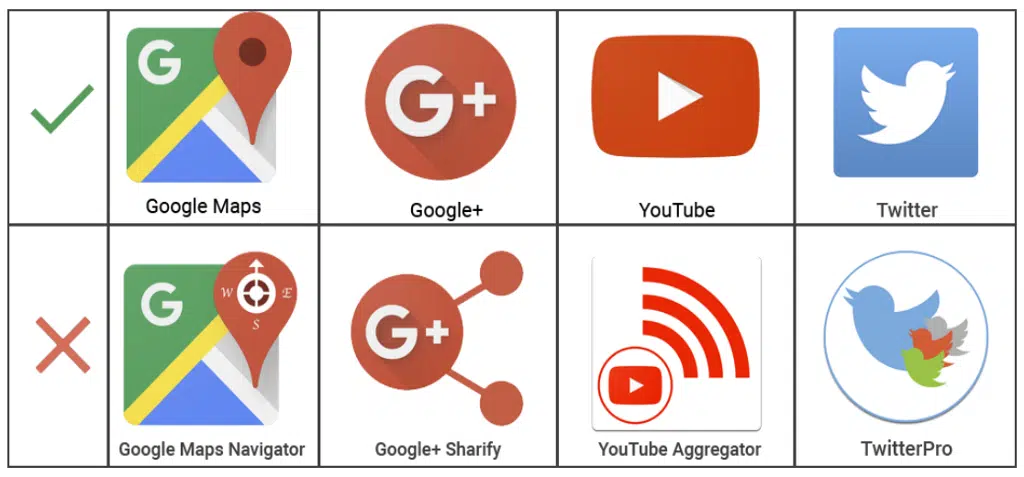 G
G+
Google Maps
Google+
YouTube
Twitter
G
W E
S
G+
Google Maps Navigator
Google+ Sharify
YouTube Aggregator
TwitterPro